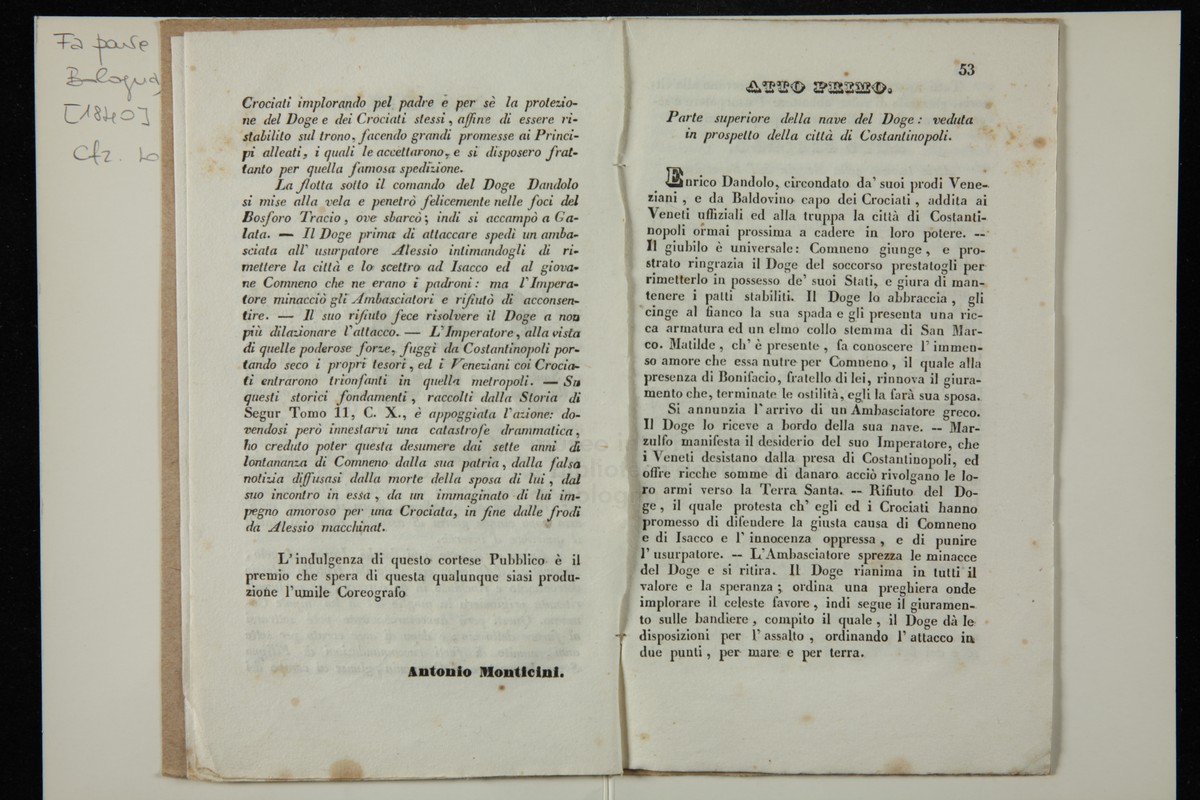 Fa parte
Bologna,
[1840]
Cfr. Lo
Crociati implorando pel padre e per sè la protezio-
ne del Doge e dei Crociati stessi, affine di essere ri-
stabilito sul trono, facendo grandi promesse ai Princi-
pi alleati, i quali le accettarono, e si disposero frat-
tanto per quella famosa spedizione.
La flotta sotto il comando del Doge Dandolo
si mise alla vela e penetrò felicemente nelle foci del
Bosforo Tracio, ove sbarcò; indi si accampò a Ga-
lata. — Il Doge prima di attaccare spedì un amba-
sciata all' usurpatore Alessio intimandogli di ri-
mettere la città e lo scettro ad Isacco ed al giova-
ne Comneno che ne erano i padroni: ma l'Impera-
tore minacciò gli Ambasciatori e rifiutò di acconsen-
tire. — Il suo rifiuto fece risolvere il Doge a non
più dilazionare l'attacco. — L'Imperatore, alla vista
di quelle poderose forze, fuggì da Costantinopoli por-
tando seco i propri tesori, ed i Veneziani coi Crocia-
ti entrarono trionfanti in quella metropoli. — Su
questi storici fondamenti, raccolti dalla Storia di
Segur Tomo 11, C. X., è appoggiata l'azione: do-
vendosi però innestarvi una catastrofe drammatica,
ho creduto poter questa desumere dai sette anni di
lontananza di Comneno dalla sua patria, dalla falsa
notizia diffusasi dalla morte della sposa di lui, dal
suo incontro in essa, da un immaginato di lui im-
pegno amoroso per una Crociata, in fine dalle frodi
da Alessio macchinat.
L'indulgenza di questo cortese Pubblico è il
premio che spera di questa qualunque siasi produ-
zione l'umile Coreografo
Antonio Monticini.
53
ATTO PRIMO.
Parte superiore della nave del Doge: veduta
in prospetto della città di Costantinopoli.
Enrico Dandolo, circondato da' suoi prodi Vene-
ziani, e da Baldovino capo dei Crociati, addita ai
Veneti uffiziali ed alla truppa la città di Costanti-
nopoli ormai prossima a cadere in loro potere. --
Il giubilo è universale: Comneno giunge, e pro-
strato ringrazia il Doge del soccorso prestatogli per
rimetterlo in possesso de' suoi Stati, e giura di man-
tenere i patti stabiliti. Il Doge lo abbraccia, gli
cinge al fianco la sua spada e gli presenta una ric-
ca armatura ed un elmo collo stemma di San Mar-
co. Matilde, ch' è presente, fa conoscere l' immen-
so amore che essa nutre per Comneno, il quale alla
presenza di Bonifacio, fratello di lei, rinnova il giura-
mento che, terminate le ostilità, egli la farà sua sposa.
Si annunzia l'arrivo di un Ambasciatore greco.
Il Doge lo riceve a bordo della sua nave. -- Mar-
zulfo manifesta il desiderio del suo Imperatore, che
i Veneti desistano dalla presa di Costantinopoli, ed
offre ricche somme di danaro acciò rivolgano le lo-
ro armi verso la Terra Santa. -- Rifiuto del Do-
ge, il quale protesta ch' egli ed i Crociati hanno
promesso di difendere la giusta causa di Comneno
e di Isacco e l' innocenza oppressa, e di punire
l' usurpatore. -- L'Ambasciatore sprezza le minacce
del Doge e si ritira. Il Doge rianima in tutti il
valore e la speranza; ordina una preghiera onde
implorare il celeste favore, indi segue il giuramen-
to sulle bandiere, compito il quale, il Doge dà le
disposizioni per l' assalto, ordinando l' attacco in
due punti, per mare e per terra.